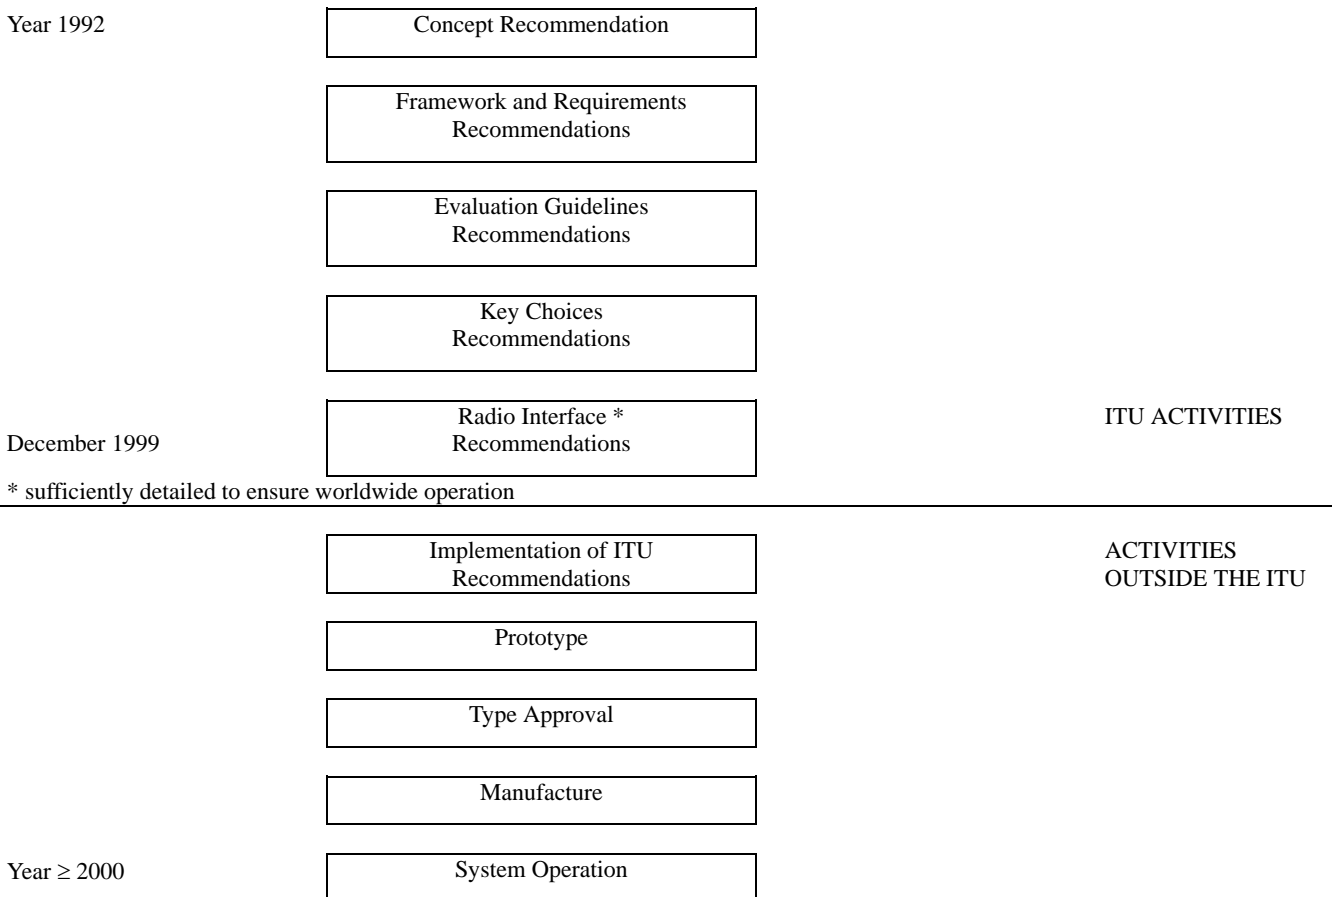 Year 1992
Concept Recommendation
Framework and Requirements
Recommendations
Evaluation Guidelines
Recommendations
Key Choices
Recommendations
Radio Interface *
ITU ACTIVITIES
December 1999
Recommendations
* sufficiently detailed to ensure worldwide operation
Implementation of ITU
Recommendations
ACTIVITIES
OUTSIDE THE ITU
Prototype
Type Approval
Manufacture
Year ≥ 2000
System Operation